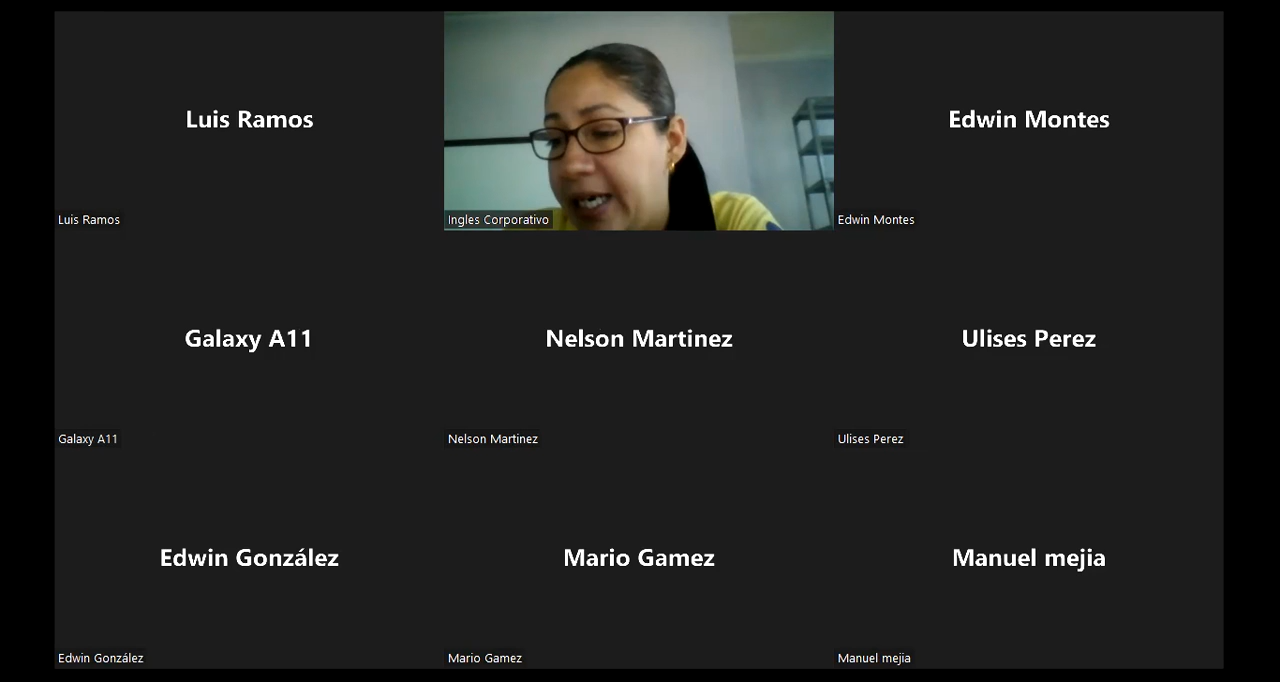 Luis Ramos
Edwin Montes
Luis Ramos
Ingles Corporativo
Edwin Montes
Galaxy A11
Nelson Martinez
Ulises Perez
Galaxy A11
Nelson Martinez
Ulises Perez
Edwin González
Mario Gamez
Manuel mejia
Edwin González
Mario Gamez
Manuel mejia